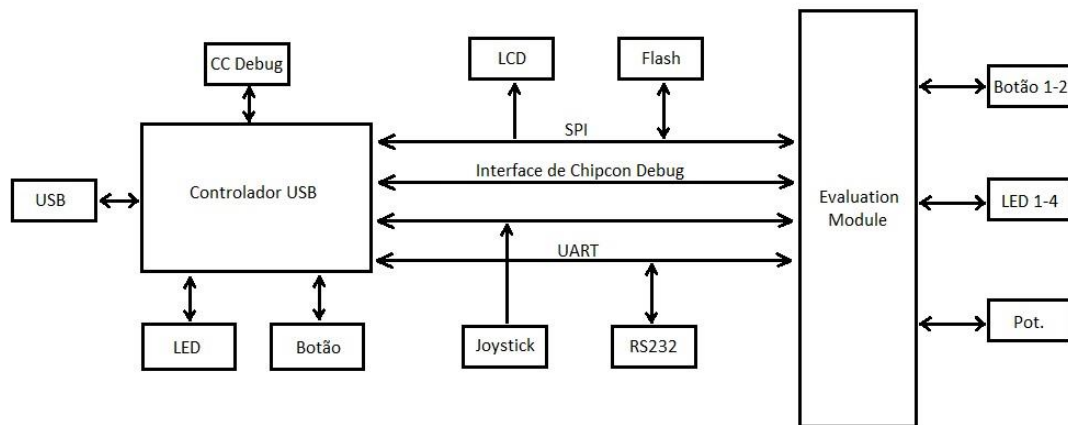 CC Debug
LCD
Flash
Botão 1-2
SPI
Interface de Chipcon Debug
Controlador USB
USB
Evaluation
Module
LED 1-4
UART
LED
Botão
Joystick
RS232
Pot.